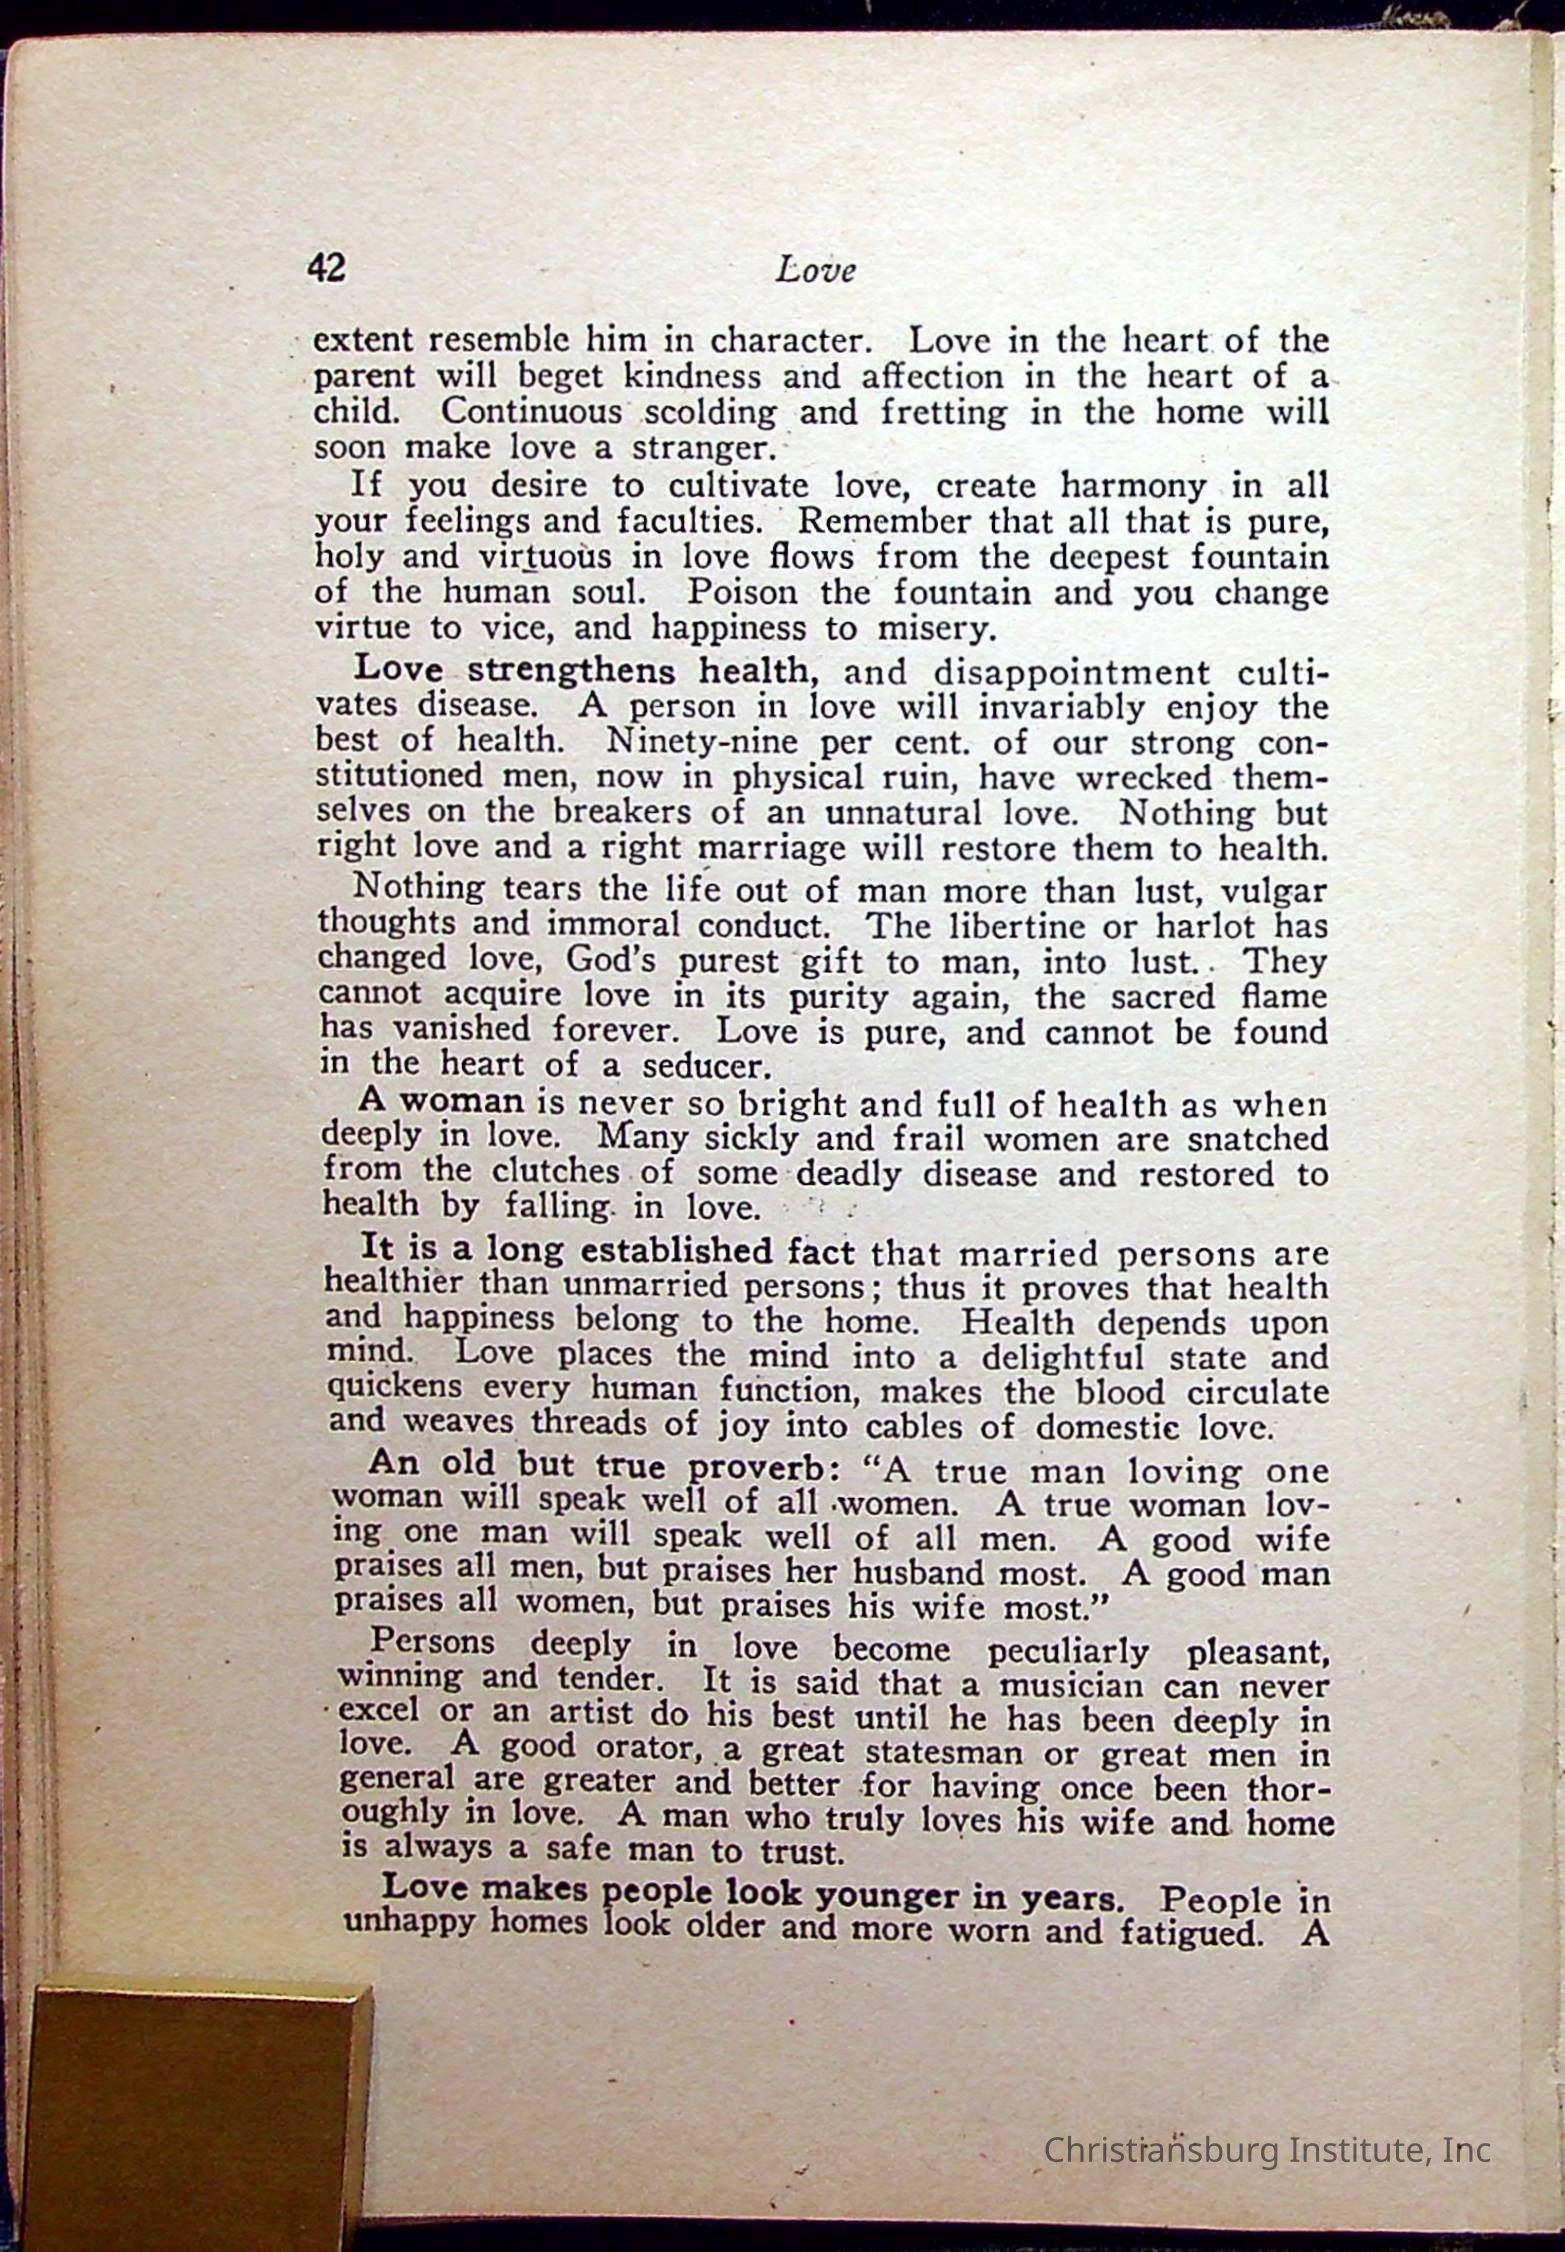 42 Love
extent resemble him in character. Love in the heart of the
parent will beget kindness and affection in the heart of a
child. Continuous scolding and fretting in the home will
soon make love a stranger.
If you desire to cultivate love, create harmony in all
your feelings and faculties. Remember that all that is pure,
holy and virtuous in love flows from the deepest fountain
of the human soul. Poison the fountain and you change
virtue to vice, and happiness to misery.
Love strengthens health, and disappointment culti-
vates disease. A person in love will invariably enjoy the
best of health. Ninety-nine per cent. of our strong con-
stitutioned men, now in physical ruin, have wrecked them-
selves on the breakers of an unnatural love. Nothing but
right love and a right marriage will restore them to health.
Nothing tears the life out of man more than lust, vulgar
thoughts and immoral conduct. The libertine or harlot has
changed love, God's purest gift to man, into lust. They
cannot acquire love in its purity again, the sacred flame
has vanished forever. Love is pure, and cannot be found
in the heart of a seducer.
A woman is never so bright and full of health as when
deeply in love. Many sickly and frail women are snatched
from the clutches of some deadly disease and restored to
health by falling in love.
It is a long established fact that married persons are
healthier than unmarried persons; thus it proves that health
and happiness belong to the home. Health depends upon
mind. Love places the mind into a delightful state and
quickens every human function, makes the blood circulate
and weaves threads of joy into cables of domestic love.
An old but true proverb: "A true man loving one
woman will speak well of all women. A true woman lov-
ing one man will speak well of all men. A good wife
praises all men, but praises her husband most. A good man
praises all women, but praises his wife most."
Persons deeply in love become peculiarly pleasant,
winning and tender. It is said that a musician can never
excel or an artist do his best until he has been deeply in
love. A good orator, a great statesman or great men in
general are greater and better for having once been thor-
oughly in love. A man who truly loves his wife and home
is always a safe man to trust.
Love makes people look younger in years. People in
unhappy homes look older and more worn and fatigued. A
Christiansburg Institute, Inc